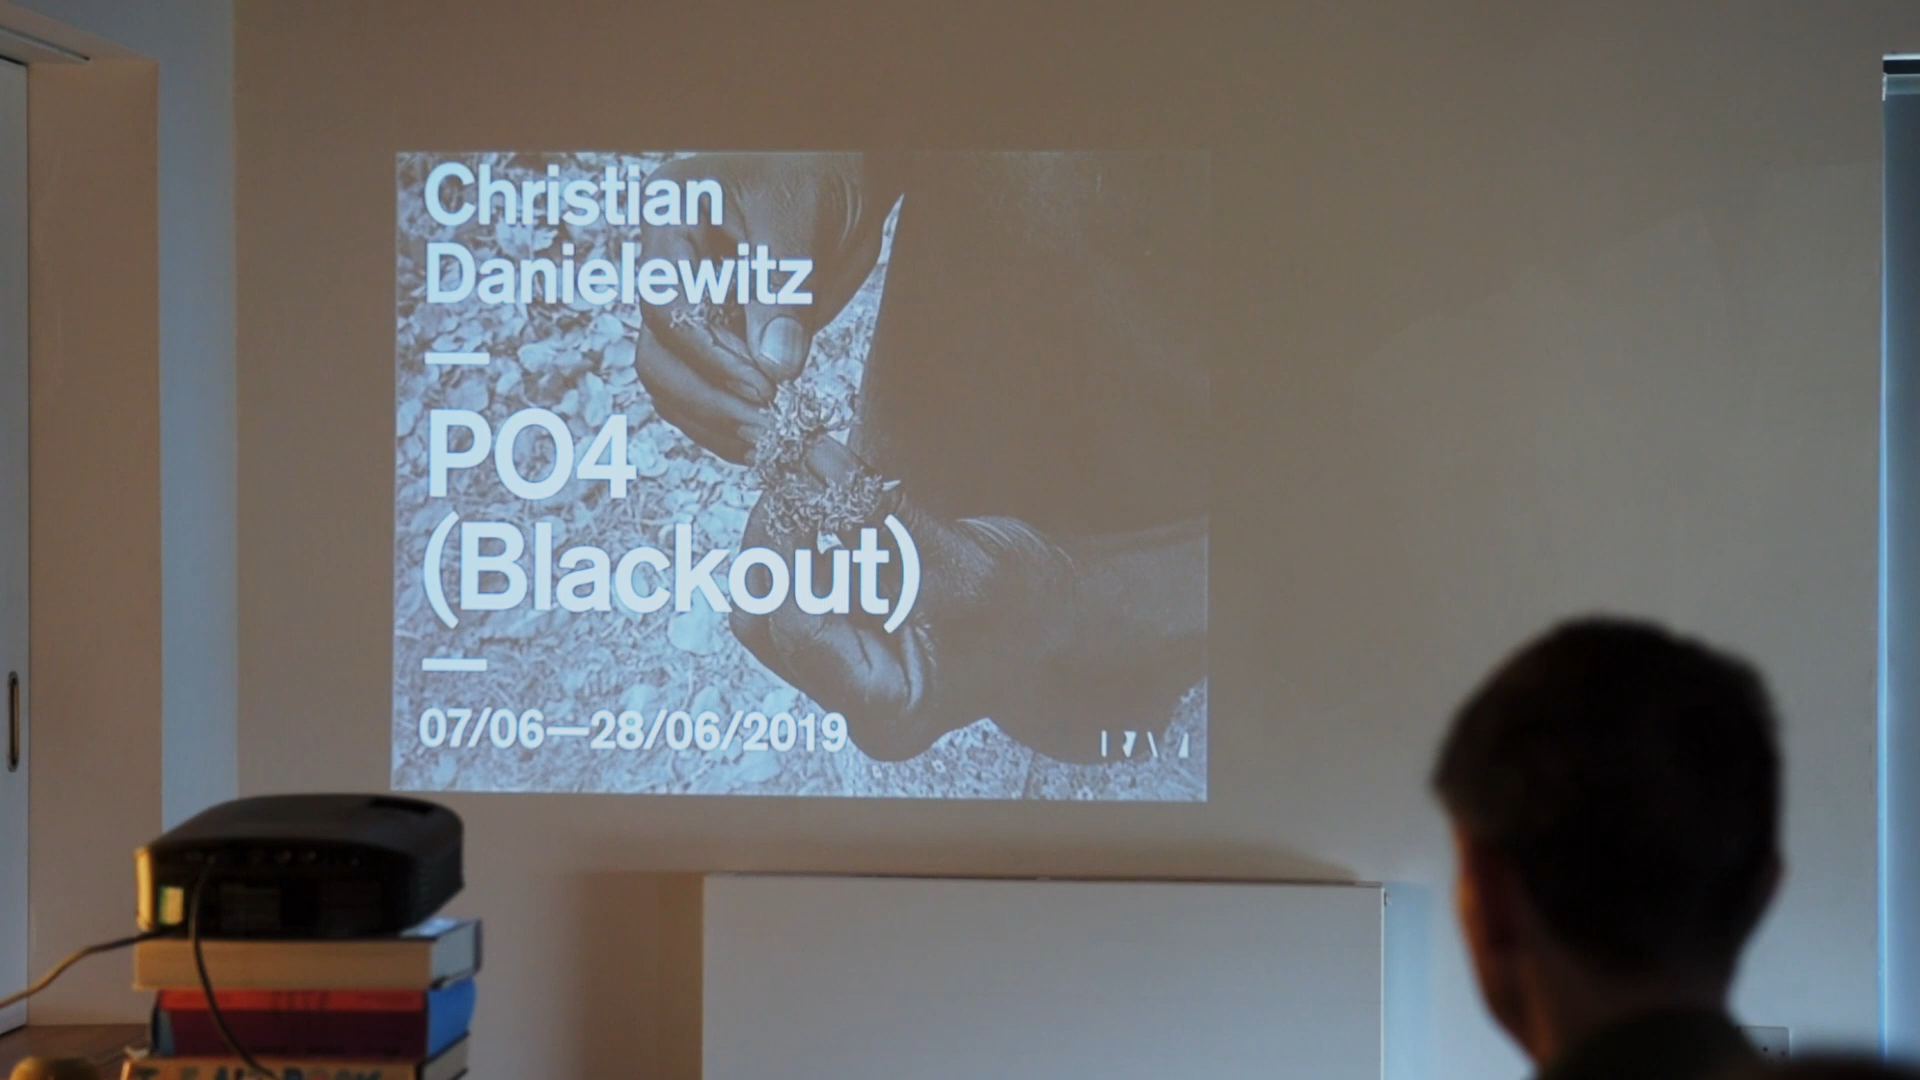 Christian
Danielewitz
—
PO4
(Blackout)
—
07/06—28/06/2019